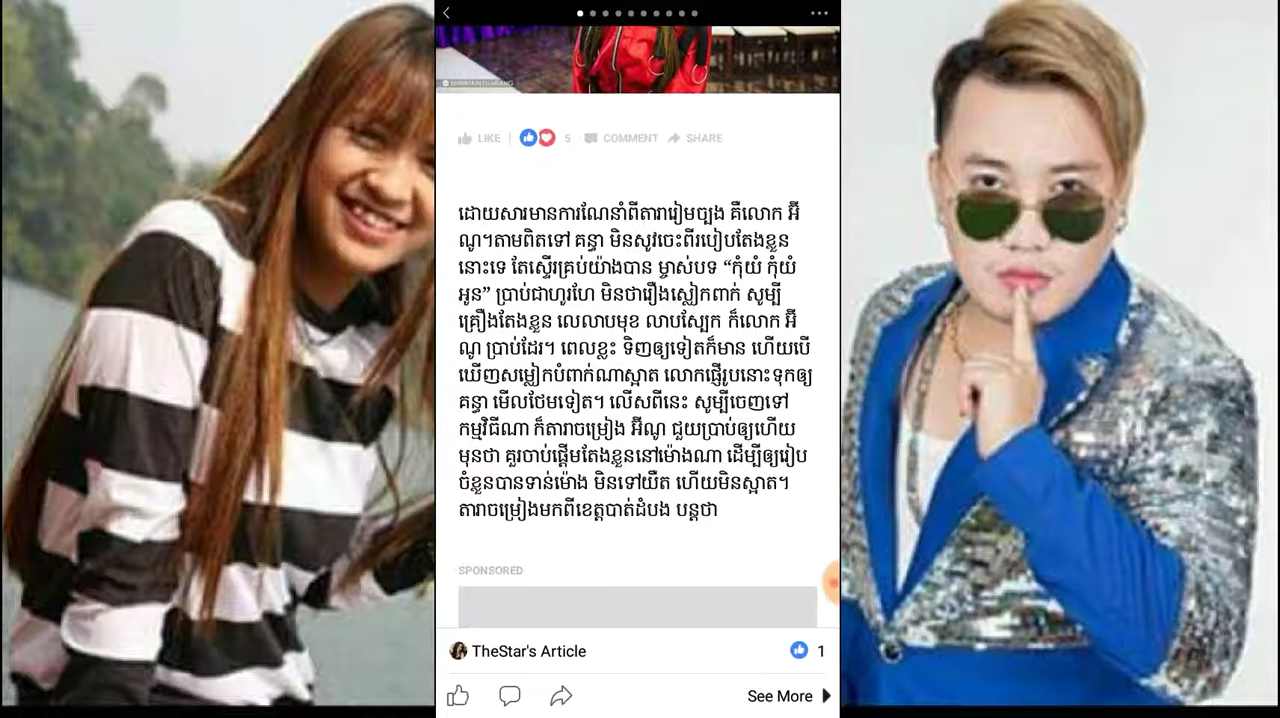 LIKE
5
COMMENT
SHARE
ដោយសារមានការណែនាំពីតារារៀមច្បង គឺលោក អ៊ី
ណូ។តាមពិតទៅ គន្ធា មិនសូវចេះពីរបៀបតែងខ្លួន
នោះទេ តែស្ទើរគ្រប់យ៉ាងបាន ម្ចាស់បទ “កុំយំ កុំយំ
អូន” ប្រាប់ជាហូរហែ មិនថារឿងស្លៀកពាក់ សូម្បី
គ្រឿងតែងខ្លួន លេលាបមុខ លាបស្បែក ក៏លោក អ៊ី
ណូ ប្រាប់ដែរ។ ពេលខ្លះ ទិញឲ្យទៀតក៏មាន ហើយបើ
ឃើញសម្លៀកបំពាក់ណាស្អាត លោកផ្ញើរូបនោះទុកឲ្យ
គន្ធា មើលថែមទៀត។ លើសពីនេះ សូម្បីចេញទៅ
កម្មវិធីណា ក៏តារាចម្រៀង អ៊ីណូ ជួយប្រាប់ឲ្យហើយ
មុនថា គួរចាប់ផ្តើមតែងខ្លួននៅម៉ោងណា ដើម្បីឲ្យរៀប
ចំខ្លួនបានទាន់ម៉ោង មិនទៅយឺត ហើយមិនស្អាត។
តារាចម្រៀងមកពីខេត្តបាត់ដំបង បន្តថា
SPONSORED
TheStar's Article
1
See More